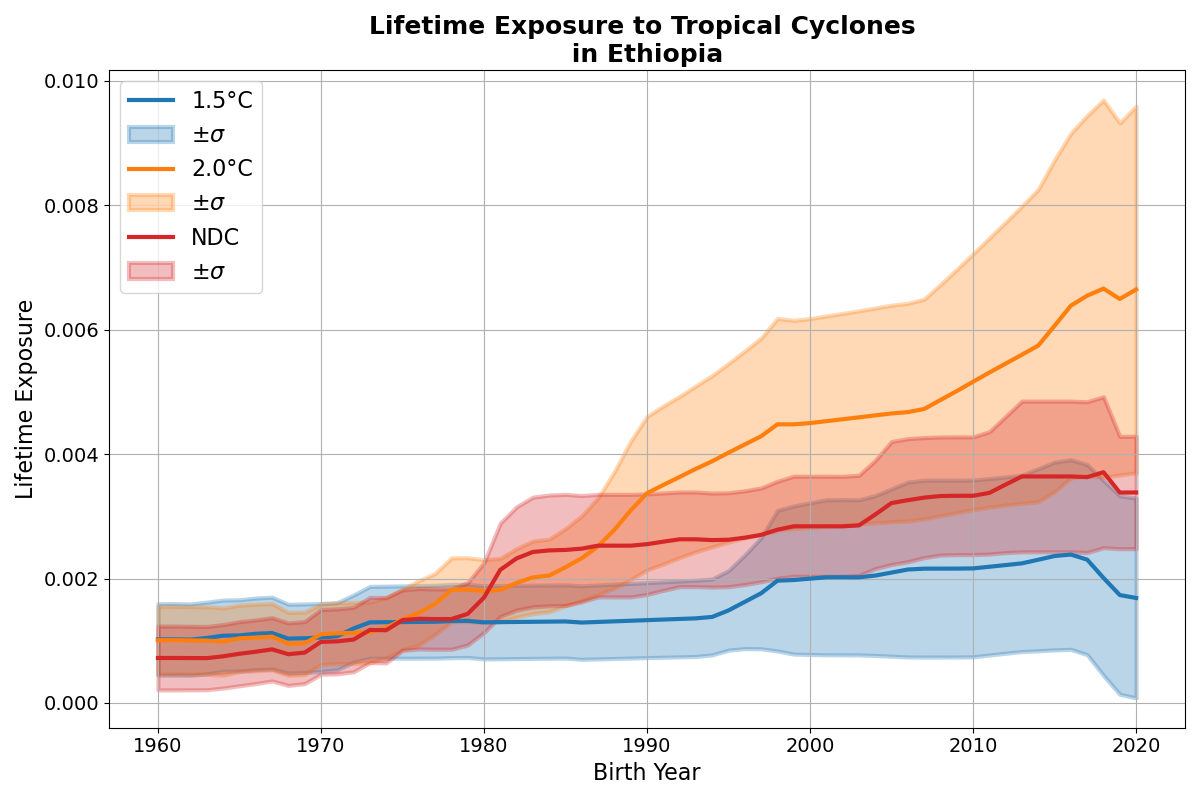 Lifetime Exposure to Tropical Cyclones
in Ethiopia
0.010
0.008
0.006
0.004
0.002
0.000
Lifetime Exposure
1.5°C
±σ
2.0°C
±σ
NDC
±σ
1960
1970
1980
1990
2000
2010
2020
Birth Year